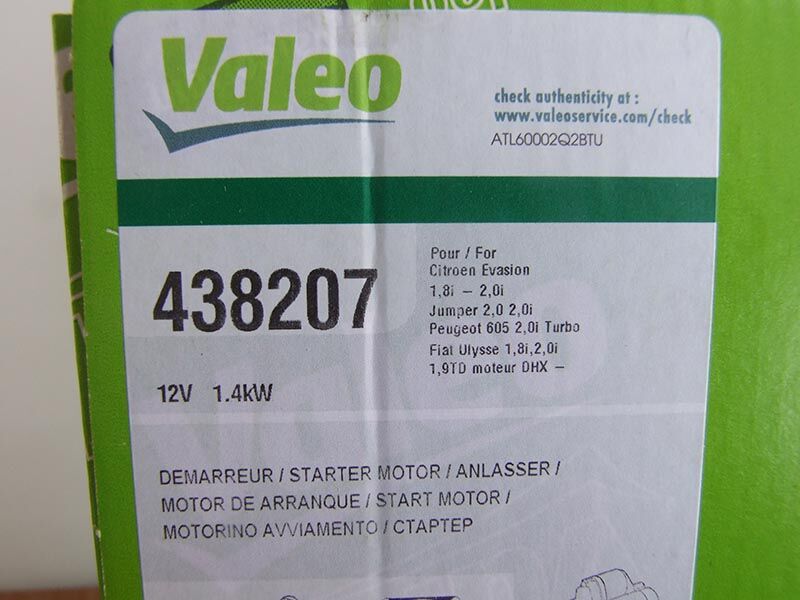 Valeo
check authenticity at :
www.valeoservice.com/check
ATL60002Q2BTU
438207
Pour / For
Citroen Evasion
1,8i – 2,0i
Jumper 2,0 2,0i
Peugeot 605 2,0i Turbo
Fiat Ulysse 1,8i,2,0i
1,9TD moteur DHX –
12V 1.4kW
DEMARREUR / STARTER MOTOR / ANLASSER /
MOTOR DE ARRANQUE / START MOTOR /
MOTORINO AVVIAMENTO / СТАРТЕР